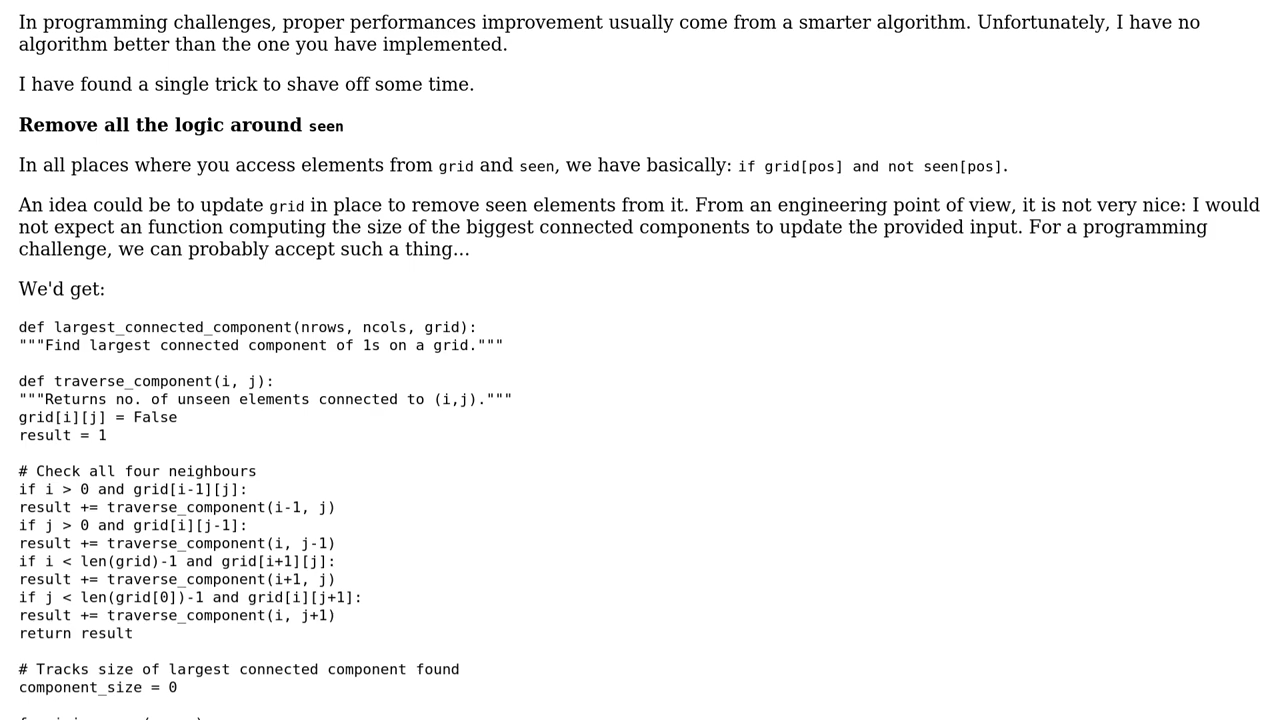 In programming challenges, proper performances improvement usually come from a smarter algorithm. Unfortunately, I have no
algorithm better than the one you have implemented.
I have found a single trick to shave off some time.
Remove all the logic around seen
In all places where you access elements from grid and seen, we have basically: if grid[pos] and not seen[pos].
An idea could be to update grid in place to remove seen elements from it. From an engineering point of view, it is not very nice: I would
not expect an function computing the size of the biggest connected components to update the provided input. For a programming
challenge, we can probably accept such a thing...
We'd get:
def largest_connected_component(nrows, ncols, grid):
"""Find largest connected component of 1s on a grid."""
def traverse_component(i, j):
"""Returns no. of unseen elements connected to (i,j)."""
grid[i][j] = False
result = 1
# Check all four neighbours
if i > 0 and grid[i-1][j]:
result += traverse_component(i-1, j)
if j > 0 and grid[i][j-1]:
result += traverse_component(i, j-1)
if i < len(grid)-1 and grid[i+1][j]:
result += traverse_component(i+1, j)
if j < len(grid[0])-1 and grid[i][j+1]:
result += traverse_component(i, j+1)
return result
# Tracks size of largest connected component found
component_size = 0